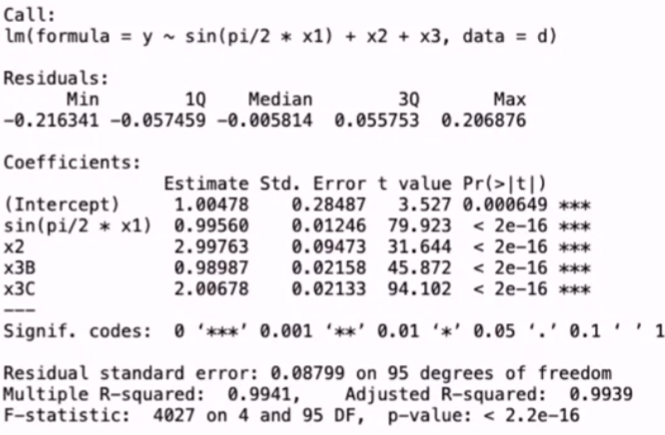 Call:
lm(formula = y ~ sin(pi/2 * x1) + x2 + x3, data = d)
Residuals:
Min 1Q Median 3Q Max
-0.216341 -0.057459 -0.005814 0.055753 0.206876
Coefficients:
Estimate Std. Error t value Pr(>|t|)
(Intercept) 1.00478 0.28487 3.527 0.000649 ***
sin(pi/2 * x1) 0.99560 0.01246 79.923 < 2e-16 ***
x2 2.99763 0.09473 31.644 < 2e-16 ***
x3B 0.98987 0.02158 45.872 < 2e-16 ***
x3C 2.00678 0.02133 94.102 < 2e-16 ***
---
Signif. codes: 0 ‘***’ 0.001 ‘**’ 0.01 ‘*’ 0.05 ‘.’ 0.1 ‘ ’ 1
Residual standard error: 0.08799 on 95 degrees of freedom
Multiple R-squared: 0.9941, Adjusted R-squared: 0.9939
F-statistic: 4027 on 4 and 95 DF, p-value: < 2.2e-16